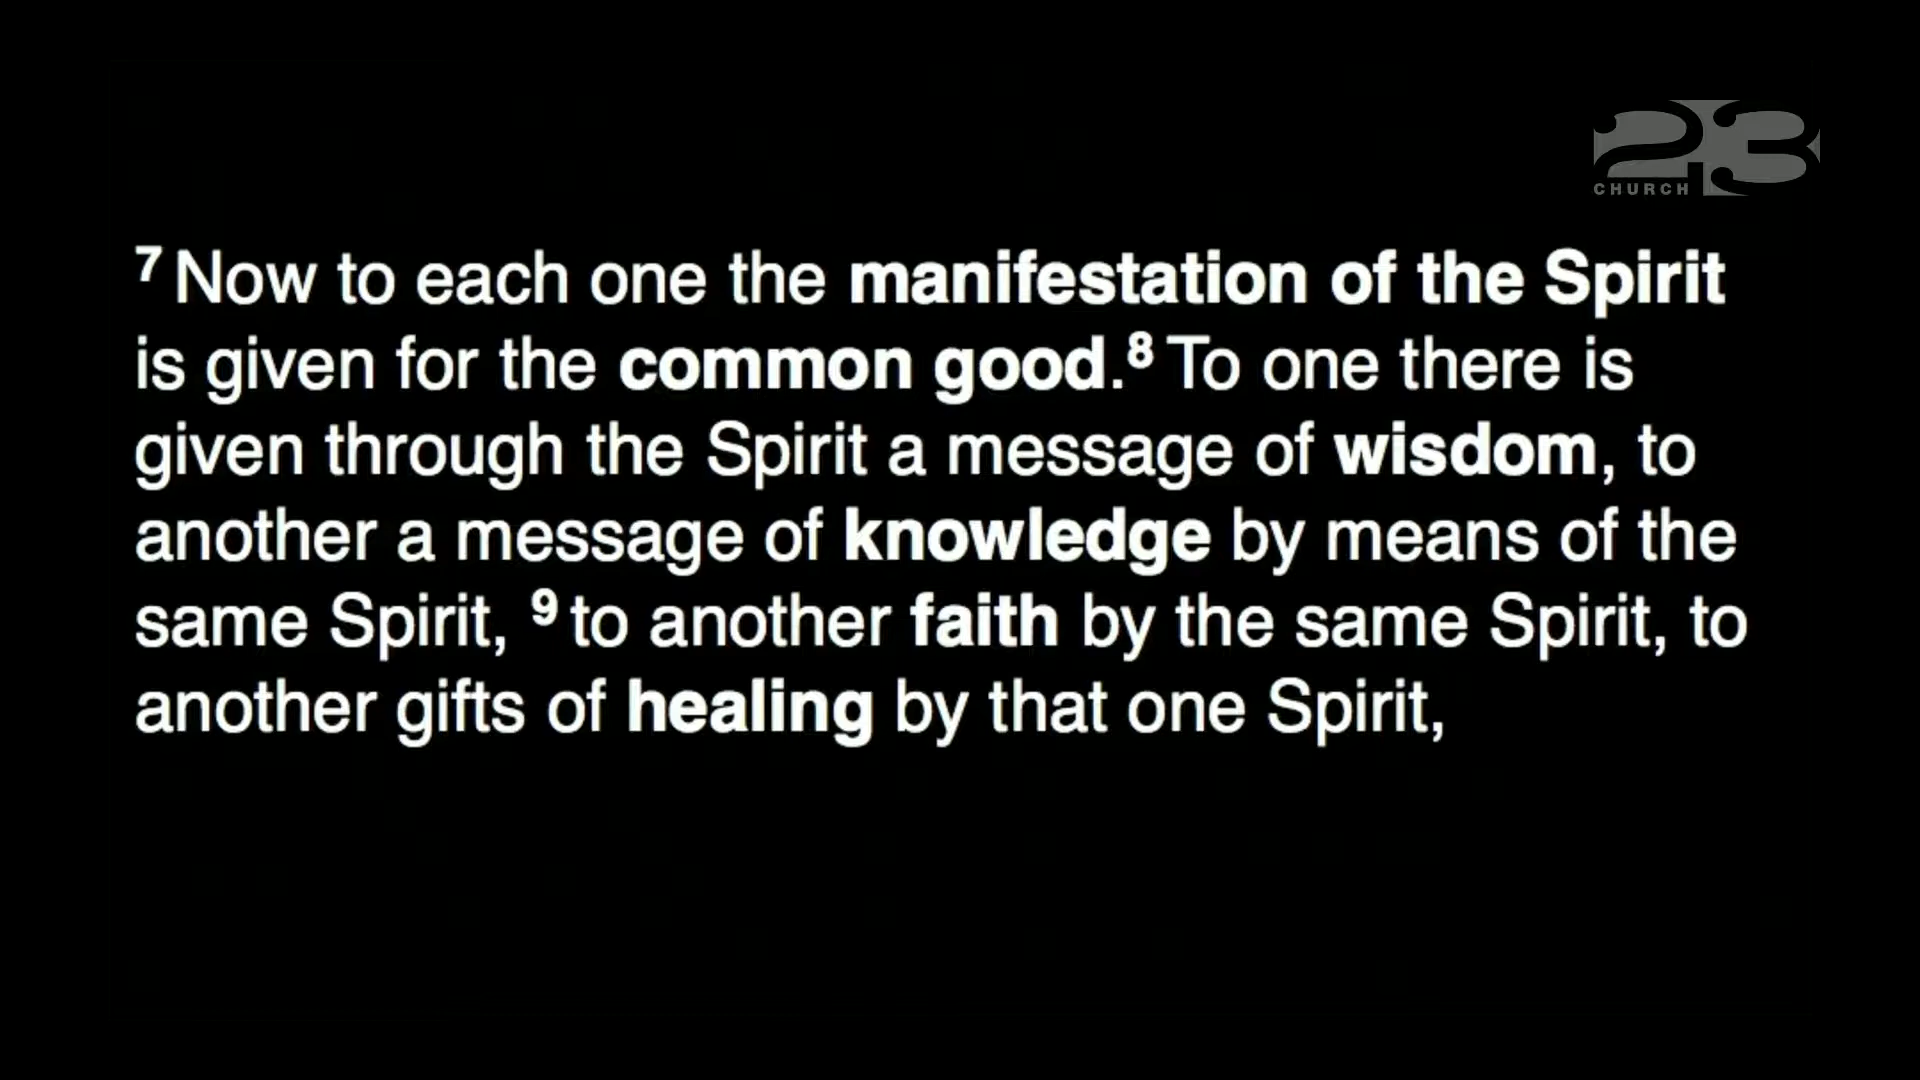 23
CHURCH
7 Now to each one the manifestation of the Spirit
is given for the common good.8 To one there is
given through the Spirit a message of wisdom, to
another a message of knowledge by means of the
same Spirit, 9 to another faith by the same Spirit, to
another gifts of healing by that one Spirit,